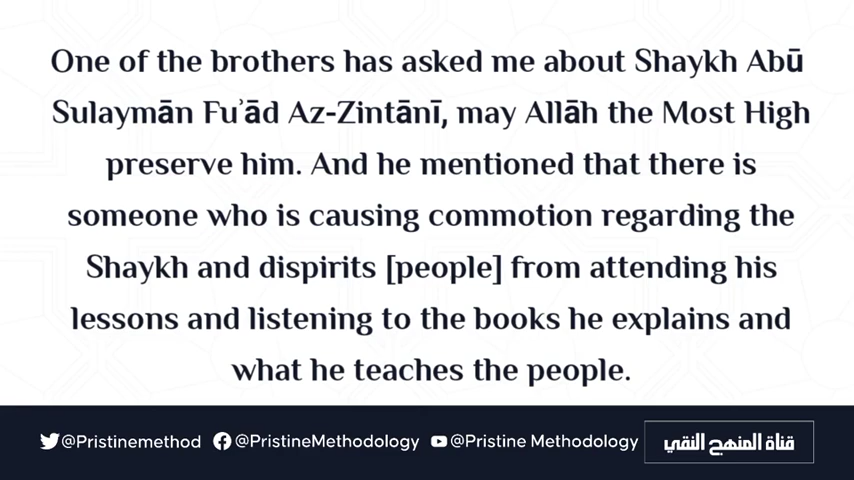 One of the brothers has asked me about Shaykh Abū
Sulaymān Fuʾād Az-Zintānī, may Allāh the Most High
preserve him. And he mentioned that there is
someone who is causing commotion regarding the
Shaykh and dispirits [people] from attending his
lessons and listening to the books he explains and
what he teaches the people.
@Pristinemethod @PristineMethodology @Pristine Methodology قناة المنهج النقي